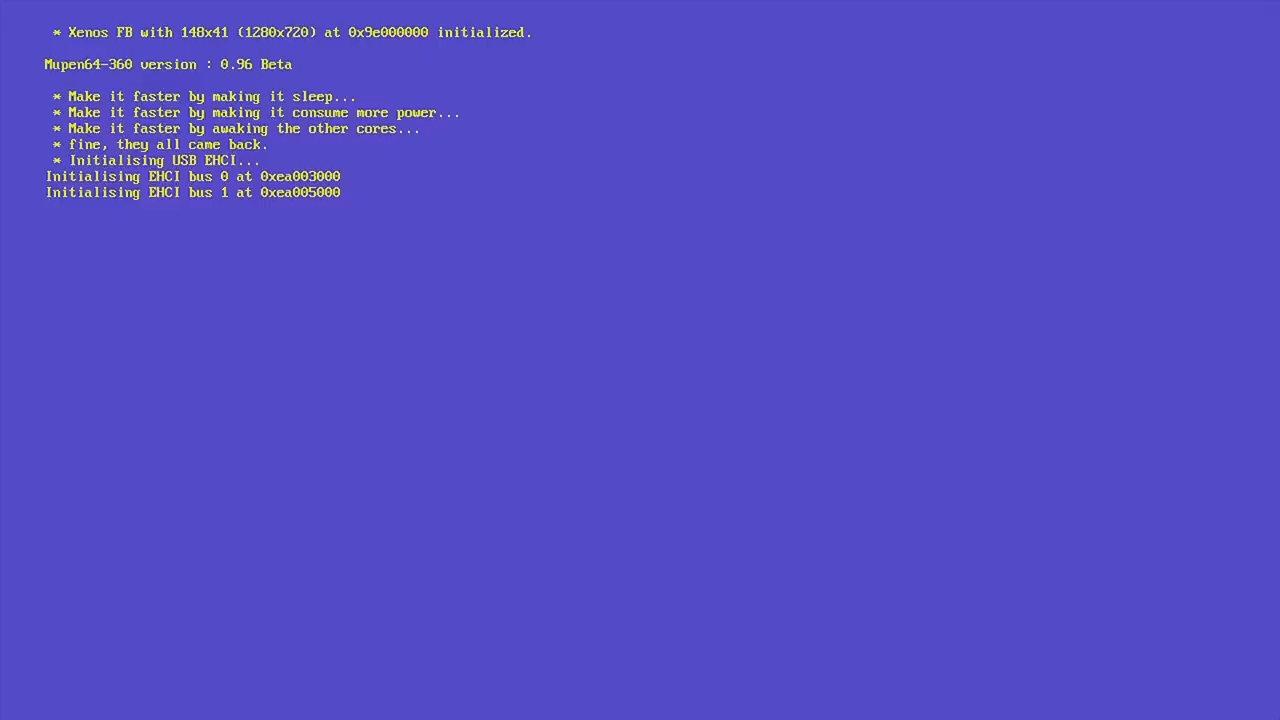 * Xenos FB with 148x41 (1280x720) at 0x9e000000 initialized.
Mupen64-360 version : 0.96 Beta
* Make it faster by making it sleep...
* Make it faster by making it consume more power...
* Make it faster by awaking the other cores...
* fine, they all came back.
* Initialising USB EHCI...
Initialising EHCI bus 0 at 0xea003000
Initialising EHCI bus 1 at 0xea005000